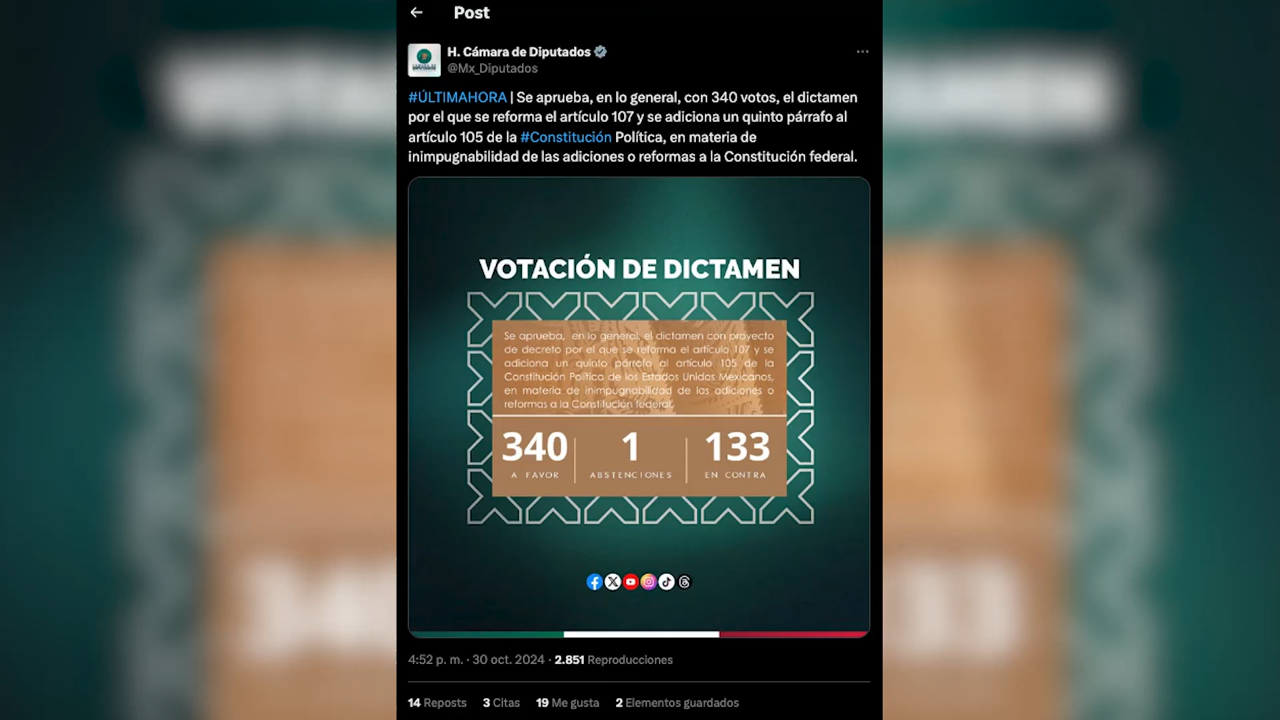 Post
H. Cámara de Diputados
@Mx_Diputados
#ÚLTIMAHORA | Se aprueba, en lo general, con 340 votos, el dictamen
por el que se reforma el artículo 107 y se adiciona un quinto párrafo al
artículo 105 de la #Constitución Política, en materia de
inimpugnabilidad de las adiciones o reformas a la Constitución federal.
VOTACIÓN DE DICTAMEN
Se aprueba, en lo general, el dictamen con proyecto
de decreto por el que se reforma el artículo 107 y se
adiciona un quinto párrafo al artículo 105 de la
Constitución Política de los Estados Unidos Mexicanos,
en materia de inimpugnabilidad de las adiciones o
reformas a la Constitución federal.
340 1 133
A FAVOR ABSTENCIONES EN CONTRA
4:52 p. m. · 30 oct. 2024 · 2.851 Reproducciones
14 Reposts 3 Citas 19 Me gusta 2 Elementos guardados